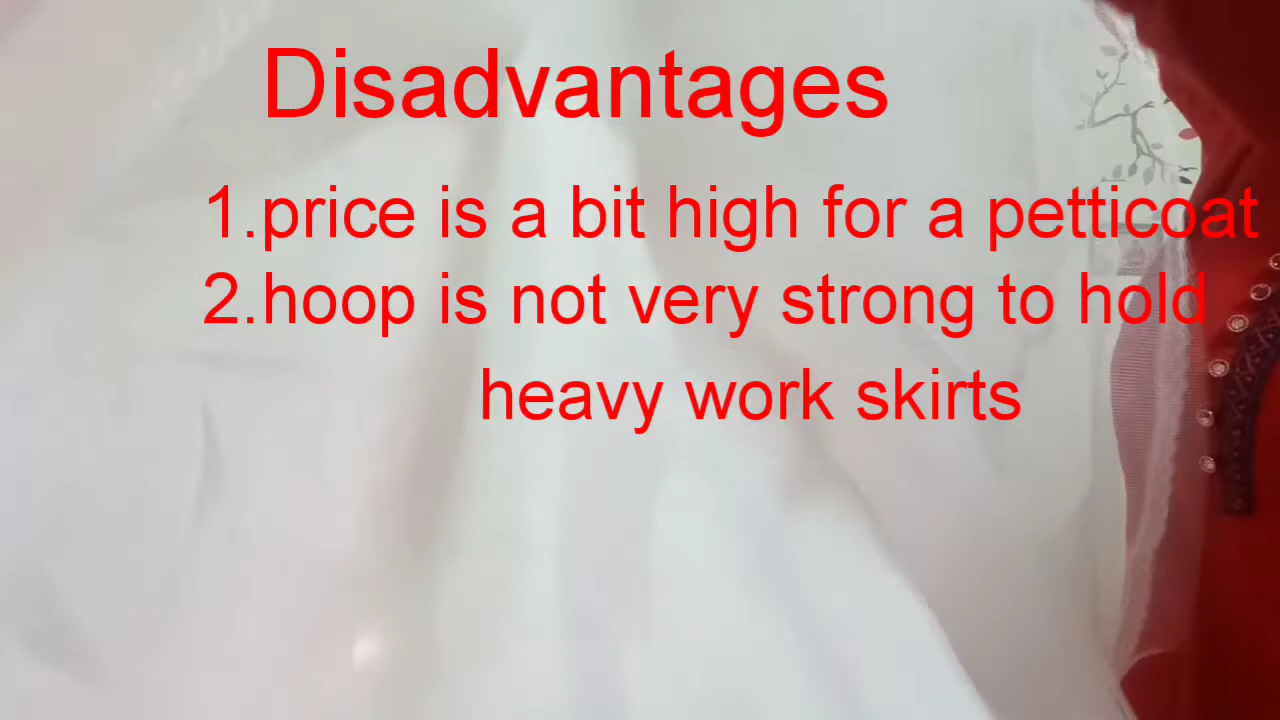 Disadvantages
1.price is a bit high for a petticoat
2.hoop is not very strong to hold
heavy work skirts